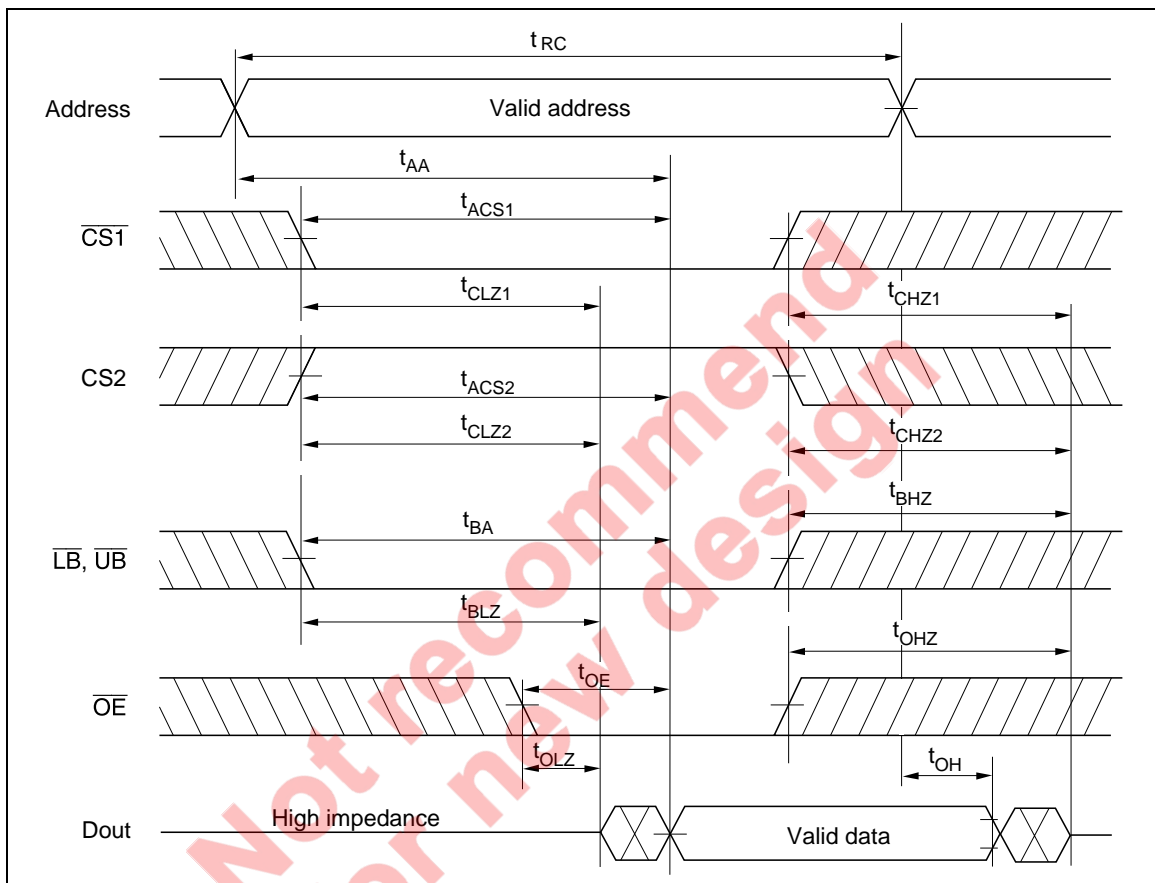 tRC
Address
Valid address
tAA
tACS1
CS1
tCLZ1
tCHZ1
CS2
tACS2
tCLZ2
tCHZ2
tBHZ
tBA
LB, UB
tBLZ
tOHZ
tOE
OE
tOLZ
tOH
High impedance
Dout
Valid data
Not recommend
for new design